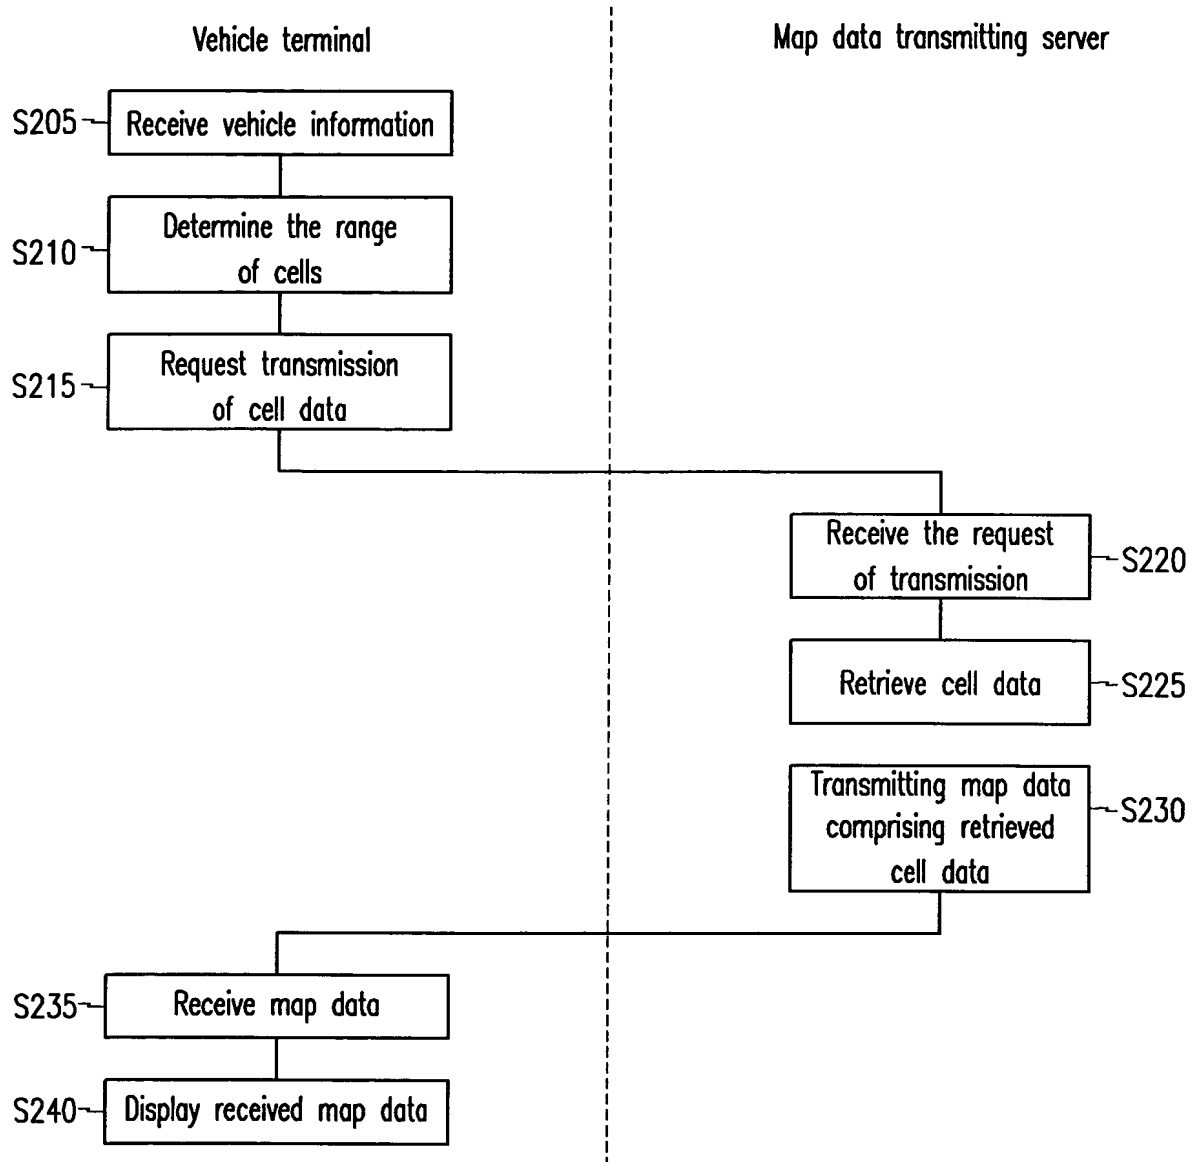 Vehicle terminal
Map data transmitting server
S205
Receive vehicle information
S210
Determine the range
of cells
S215
Request transmission
of cell data
Receive the request
of transmission
S220
Retrieve cell data
S225
Transmitting map data
comprising retrieved
cell data
S230
S235
Receive map data
S240
Display received map data